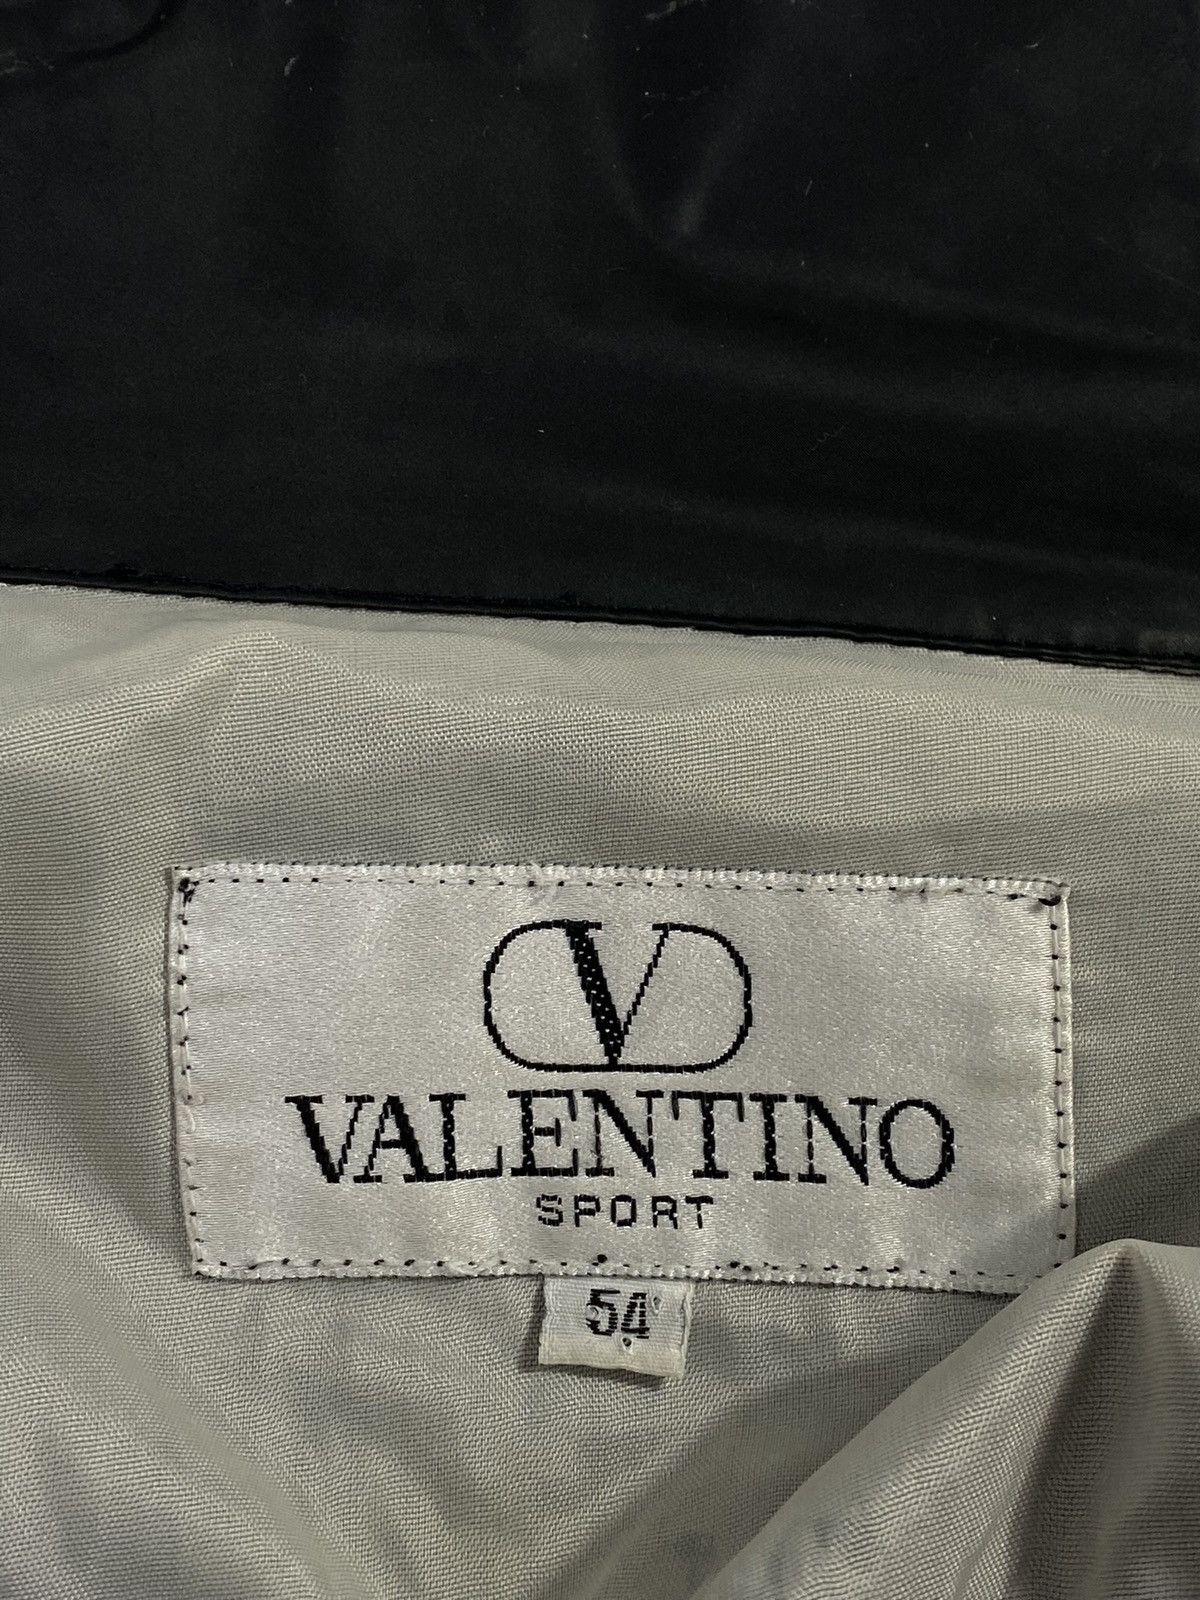 V
VALENTINO
SPORT
54